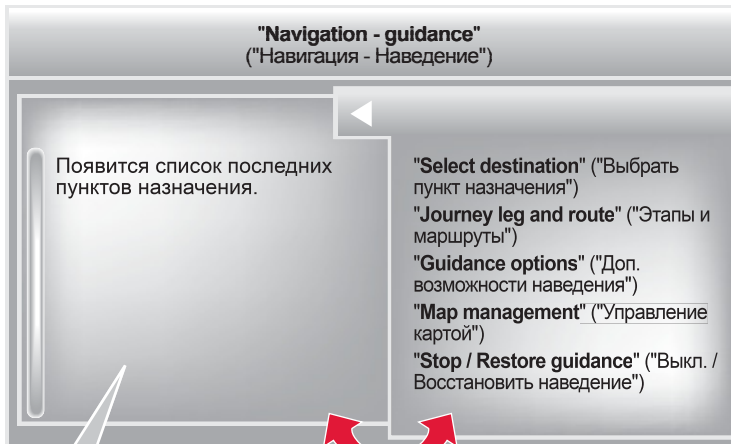 "Navigation - guidance"
("Навигация - Наведение")
Появится список последних
пунктов назначения.
"Select destination" ("Выбрать
пункт назначения")
"Journey leg and route" ("Этапы и
маршруты")
"Guidance options" ("Доп.
возможности наведения")
"Map management" ("Управление
картой")
"Stop / Restore guidance" ("Выкл. /
Восстановить наведение")